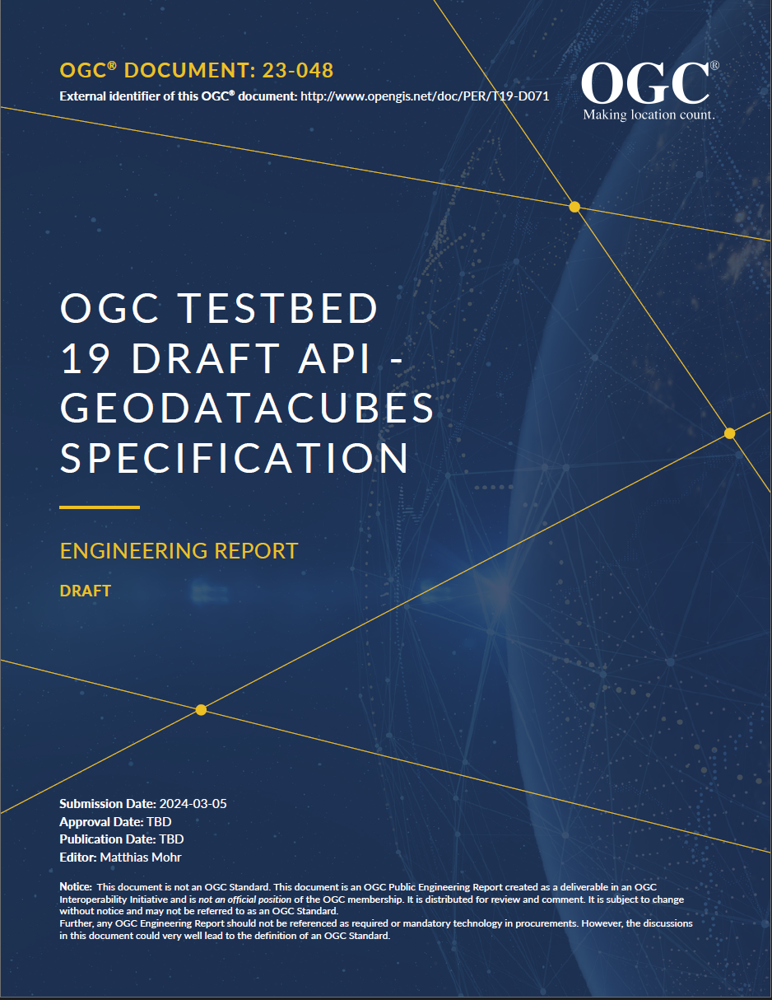 OGC® DOCUMENT: 23-048
External identifier of this OGC® document: http://www.opengis.net/doc/PER/T19-D071
OGC®
Making location count.
OGC TESTBED
19 DRAFT API -
GEODATACUBES
SPECIFICATION
ENGINEERING REPORT
DRAFT
Submission Date: 2024-03-05
Approval Date: TBD
Publication Date: TBD
Editor: Matthias Mohr
Notice: This document is not an OGC Standard. This document is an OGC Public Engineering Report created as a deliverable in an OGC
Interoperability Initiative and is not an official position of the OGC membership. It is distributed for review and comment. It is subject to change
without notice and may not be referred to as an OGC Standard.
Further, any OGC Engineering Report should not be referenced as required or mandatory technology in procurements. However, the discussions
in this document could very well lead to the definition of an OGC Standard.